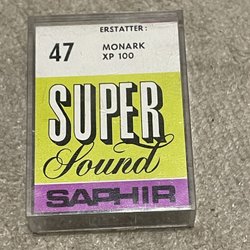 ERSTATTER:
47 MONARK
XP 100
SUPER
Sound
SAPHIR